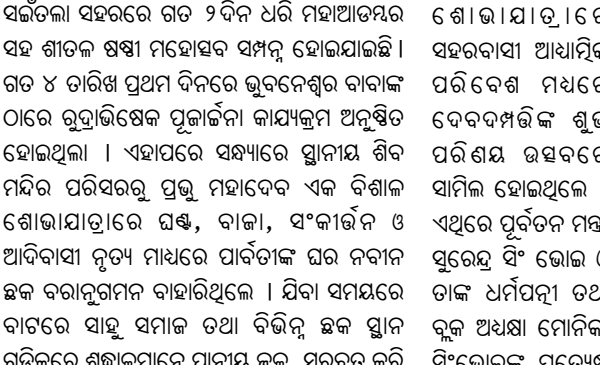 ସଇଁତଲା ସହରରେ ଗତ ୨ଦିନ ଧରି ମହାଆଡମ୍ବର
ସହ ଶୀତଳ ଷଷ୍ଠୀ ମହୋତ୍ସବ ସମ୍ପନ୍ନ ହୋଇଯାଇଛି।
ଗତ ୪ ତାରିଖ ପ୍ରଥମ ଦିନରେ ଭୁବନେଶ୍ୱର ବାବାଙ୍କ
ଠାରେ ରୁଦ୍ରାଭିଷେକ ପୂଜାର୍ଚ୍ଚନା କାଯ୍ୟକ୍ରମ ଅନୁଷ୍ଠିତ
ହୋଇଥିଲା । ଏହାପରେ ସନ୍ଧ୍ୟାରେ ସ୍ଥାନୀୟ ଶିବ
ମନ୍ଦିର ପରିସରରୁ ପ୍ରଭୁ ମହାଦେବ ଏକ ବିଶାଳ
ଶୋଭାଯାତ୍ରାରେ ଘଣ୍ଟ, ବାଜା, ସଂକୀର୍ତ୍ତନ ଓ
ଆଦିବାସୀ ନୃତ୍ୟ ମାଧ୍ୟରେ ପାର୍ବତୀଙ୍କ ଘର ନବୀନ
ଛକ ବରାନୁଗମନ ବାହାରିଥିଲେ । ଯିବା ସମୟରେ
ବାଟରେ ସାହୁ ସମାଜ ତଥା ବିଭିନ୍ନ ଛକ ସ୍ଥାନ
ଶୋଭାଯାତ୍ରାରେ
ସହରବାସୀ ଆଧ୍ୟାତ୍ମିକ
ପରିବେଶ ମଧ୍ୟରେ
ଦେବଦମ୍ପତ୍ତିଙ୍କ ଶୁଭ
ପରିଣୟ ଉତ୍ସବରେ
ସାମିଲ ହୋଇଥିଲେ
ଏଥିରେ ପୂର୍ବତନ
ସୁରେନ୍ଦ୍ର ସିଂ ଭୋଇ
ତାଙ୍କ ଧର୍ମପତ୍ନୀ
ବ୍ଲକ ଅଧ୍ୟକ୍ଷା